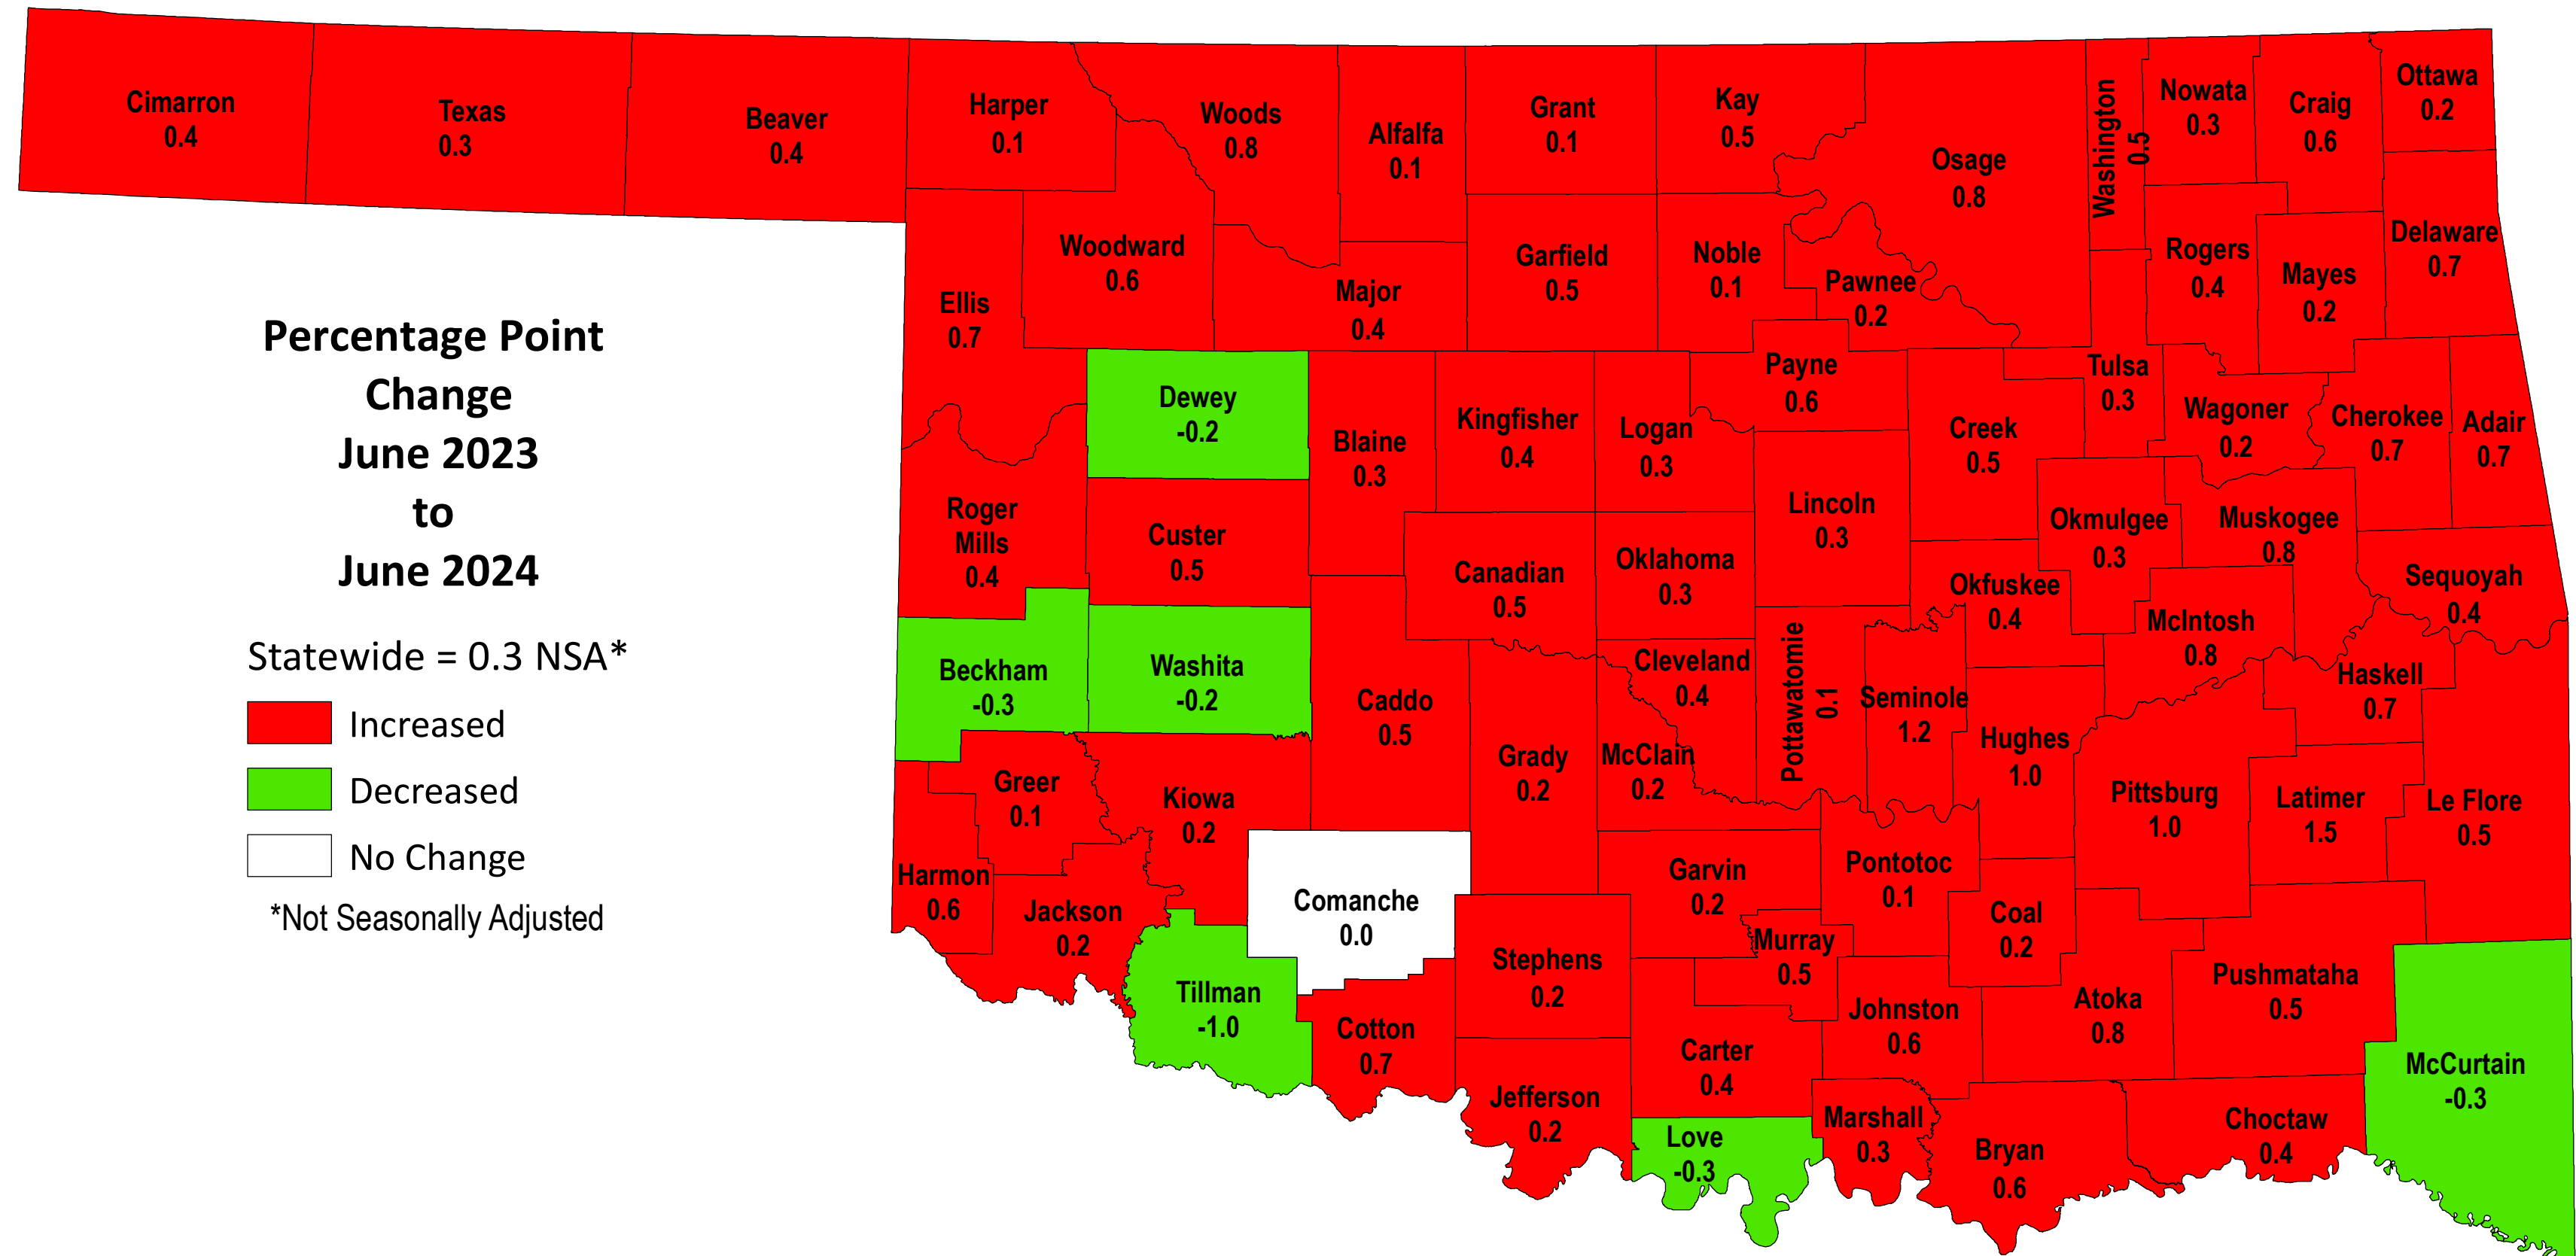 Cimarron
0.4
Texas
0.3
Beaver
0.4
Harper
0.1
Woods
0.8
Alfalfa
0.1
Grant
0.1
Kay
0.5
Osage
0.8
Washington
0.5
Nowata
0.3
Craig
0.6
Ottawa
0.2
Ellis
0.7
Woodward
0.6
Major
0.4
Garfield
0.5
Noble
0.1
Pawnee
0.2
Rogers
0.4
Mayes
0.2
Delaware
0.7
Percentage Point
Change
June 2023
to
June 2024
Statewide = 0.3 NSA*
Increased
Decreased
No Change
*Not Seasonally Adjusted
Dewey
-0.2
Blaine
0.3
Kingfisher
0.4
Logan
0.3
Payne
0.6
Creek
0.5
Tulsa
0.3
Wagoner
0.2
Cherokee
0.7
Adair
0.7
Roger
Mills
0.4
Custer
0.5
Canadian
0.5
Oklahoma
0.3
Lincoln
0.3
Okmulgee
0.3
Muskogee
0.8
Okfuskee
0.4
McIntosh
0.8
Sequoyah
0.4
Beckham
-0.3
Washita
-0.2
Caddo
0.5
Grady
0.2
Cleveland
0.4
McClain
0.2
Pottawatomie
0.1
Seminole
1.2
Hughes
1.0
Haskell
0.7
Pittsburg
1.0
Latimer
1.5
Le Flore
0.5
Greer
0.1
Kiowa
0.2
Harmon
0.6
Jackson
0.2
Comanche
0.0
Garvin
0.2
Pontotoc
0.1
Coal
0.2
Tillman
-1.0
Cotton
0.7
Stephens
0.2
Murray
0.5
Johnston
0.6
Atoka
0.8
Pushmataha
0.5
Carter
0.4
Jefferson
0.2
Love
-0.3
Marshall
0.3
Bryan
0.6
Choctaw
0.4
McCurtain
-0.3